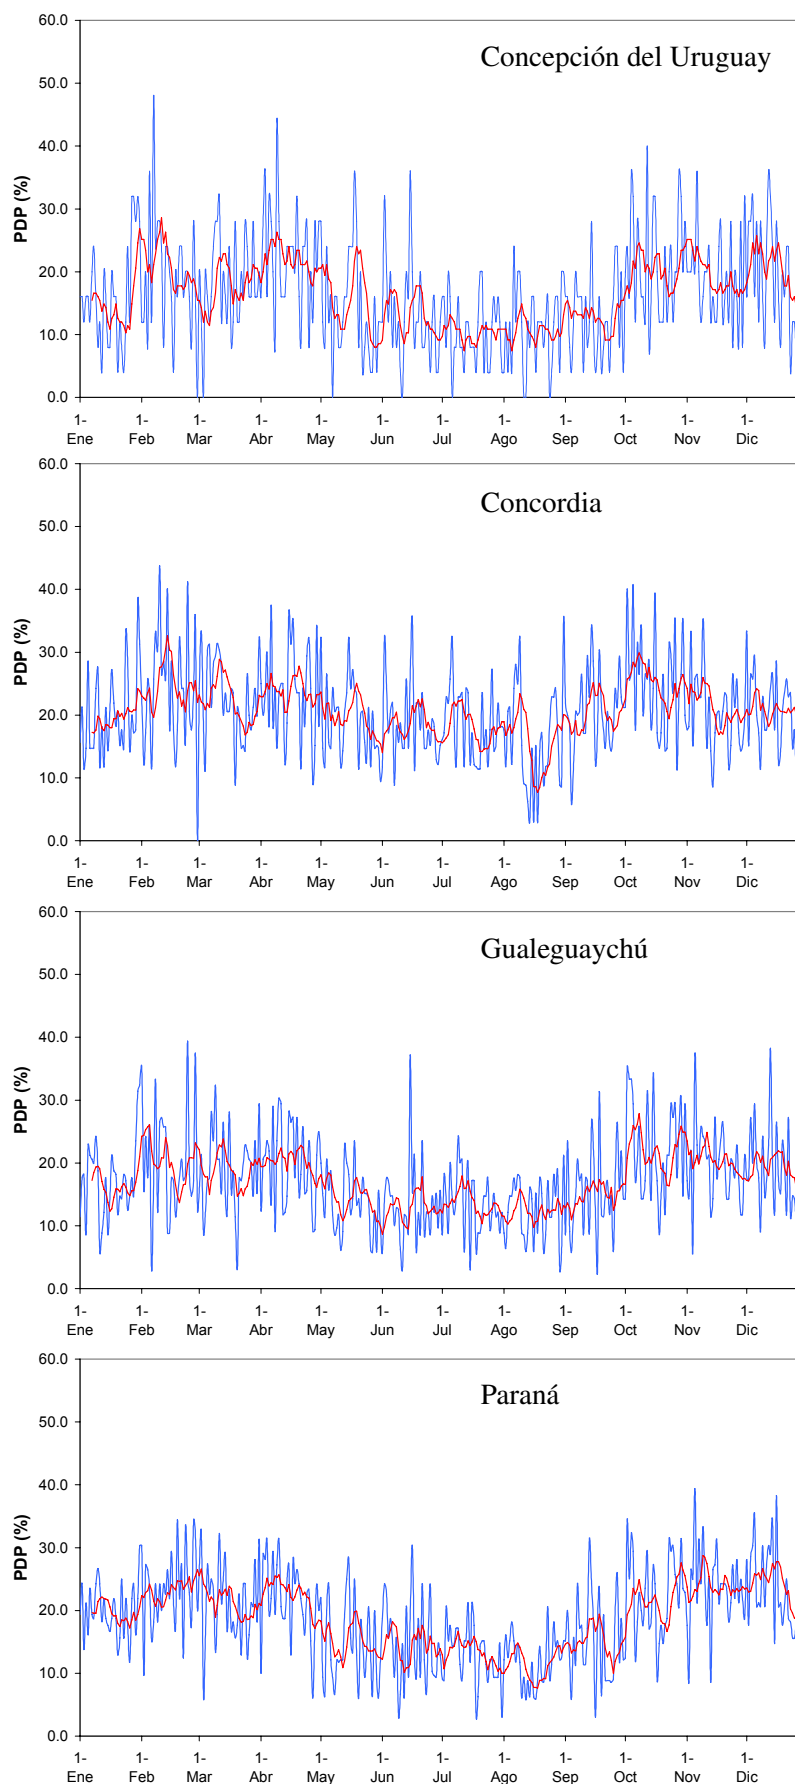 60.0
Concepción del Uruguay
50.0
40.0
PDP (%)
30.0
20.0
10.0
0.0
1- 1- 1- 1- 1- 1- 1- 1- 1- 1- 1- 1-
Ene Feb Mar Abr May Jun Jul Ago Sep Oct Nov Dic
60.0
Concordia
50.0
40.0
PDP (%)
30.0
20.0
10.0
0.0
1- 1- 1- 1- 1- 1- 1- 1- 1- 1- 1- 1-
Ene Feb Mar Abr May Jun Jul Ago Sep Oct Nov Dic
60.0
Gualeguaychú
50.0
40.0
PDP (%)
30.0
20.0
10.0
0.0
1- 1- 1- 1- 1- 1- 1- 1- 1- 1- 1- 1-
Ene Feb Mar Abr May Jun Jul Ago Sep Oct Nov Dic
60.0
Paraná
50.0
40.0
PDP (%)
30.0
20.0
10.0
0.0
1- 1- 1- 1- 1- 1- 1- 1- 1- 1- 1- 1-
Ene Feb Mar Abr May Jun Jul Ago Sep Oct Nov Dic